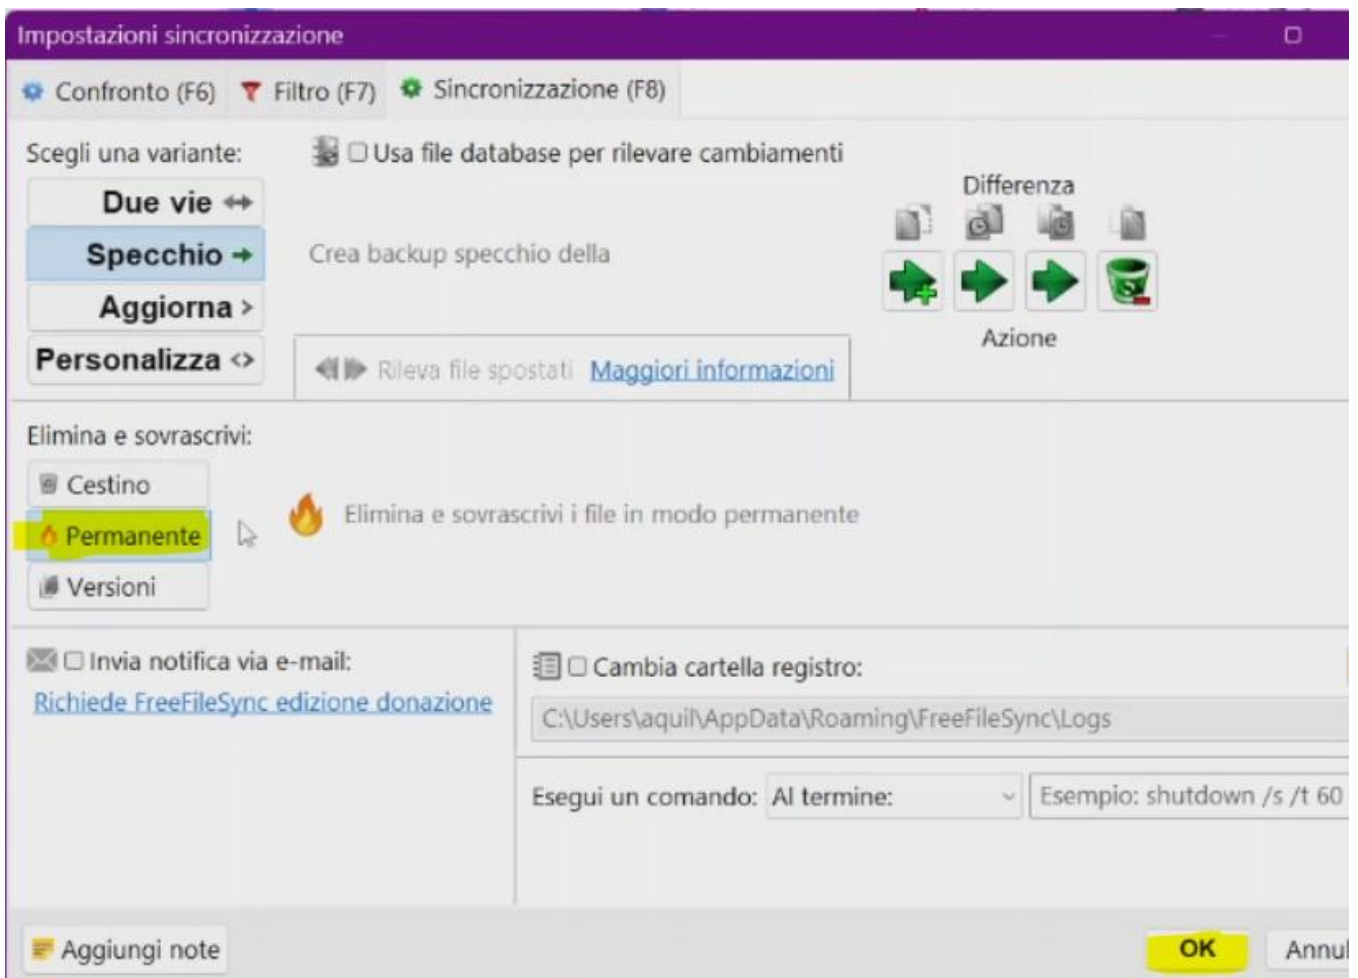 Impostazioni sincronizzazione
Confronto (F6) Filtro (F7) Sincronizzazione (F8)
Scegli una variante:
Usa file database per rilevare cambiamenti
Due vie
Specchio
Aggiorna
Personalizza
Crea backup specchio della
Differenza
Azione
Rileva file spostati Maggiori informazioni
Elimina e sovrascrivi:
Cestino
Permanente
Versioni
Elimina e sovrascrivi i file in modo permanente
Invia notifica via e-mail:
Richiede FreeFileSync edizione donazione
Cambia cartella registro:
C:\Users\aquil\AppData\Roaming\FreeFileSync\Logs
Esegui un comando: Al termine: Esempio: shutdown /s /t 60
Aggiungi note
OK Annul